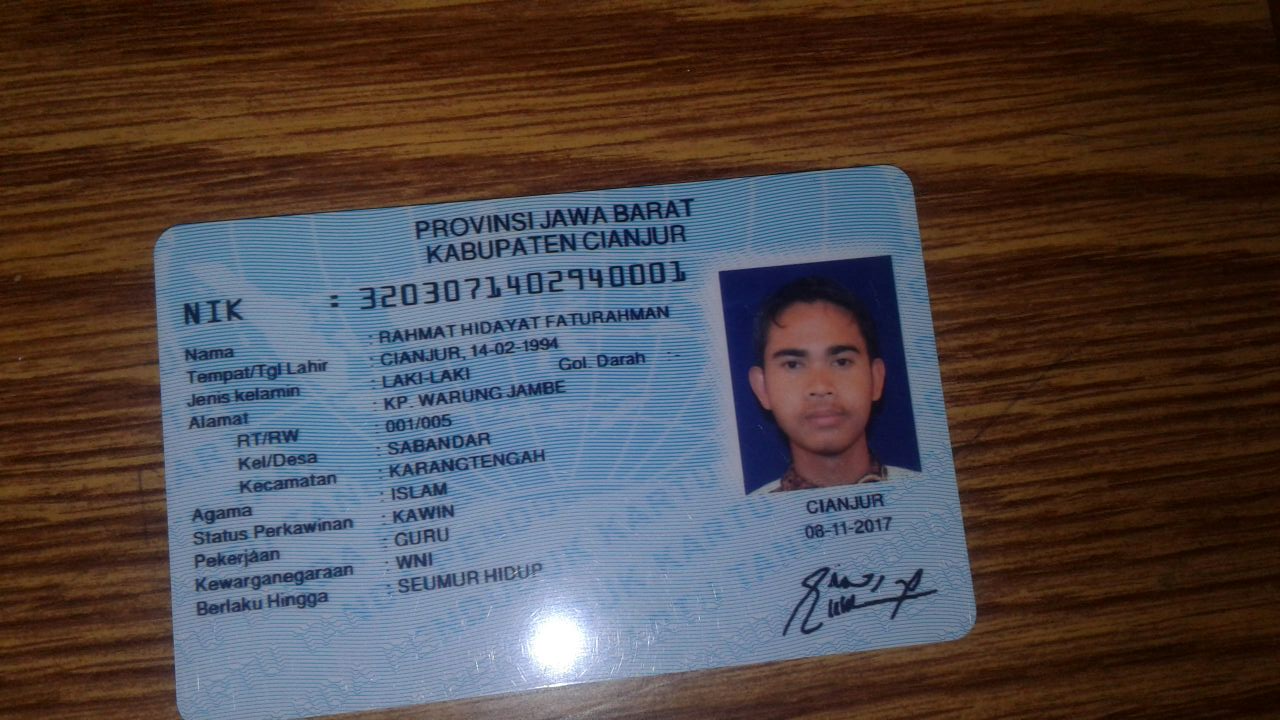 PROVINSI JAWA BARAT
KABUPATEN CIANJUR
NIK : 3203071402940001
Nama : RAHMAT HIDAYAT FATURAHMAN
Tempat/Tgl Lahir : CIANJUR, 14-02-1994
Jenis kelamin : LAKI-LAKI Gol. Darah : -
Alamat : KP. WARUNG JAMBE
RT/RW : 001/005
Kel/Desa : SABANDAR
Kecamatan : KARANGTENGAH
Agama : ISLAM
Status Perkawinan : KAWIN
Pekerjaan : GURU
Kewarganegaraan : WNI
Berlaku Hingga : SEUMUR HIDUP
CIANJUR
08-11-2017